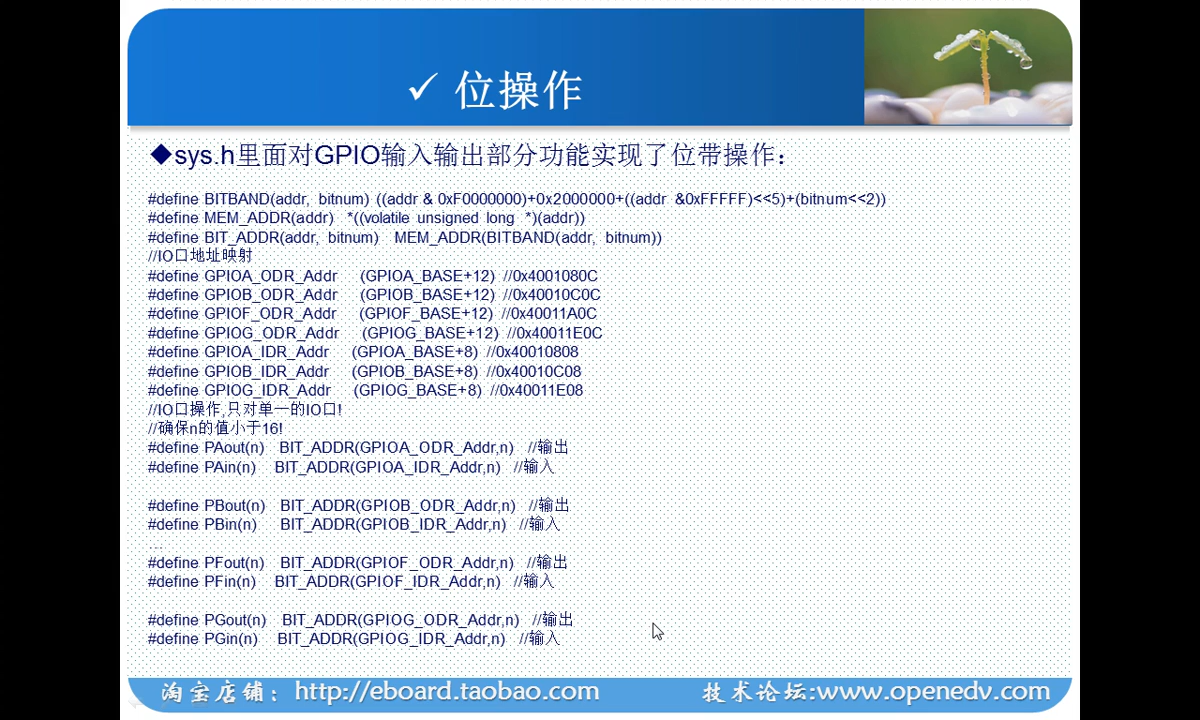 ✓ 位操作
◆sys.h里面对GPIO输入输出部分功能实现了位带操作：
#define BITBAND(addr, bitnum) ((addr & 0xF0000000)+0x2000000+((addr &0xFFFFF)<<5)+(bitnum<<2))
#define MEM_ADDR(addr) *((volatile unsigned long *)(addr))
#define BIT_ADDR(addr, bitnum) MEM_ADDR(BITBAND(addr, bitnum))
//IO口地址映射
#define GPIOA_ODR_Addr (GPIOA_BASE+12) //0x4001080C
#define GPIOB_ODR_Addr (GPIOB_BASE+12) //0x40010C0C
#define GPIOF_ODR_Addr (GPIOF_BASE+12) //0x40011A0C
#define GPIOG_ODR_Addr (GPIOG_BASE+12) //0x40011E0C
#define GPIOA_IDR_Addr (GPIOA_BASE+8) //0x40010808
#define GPIOB_IDR_Addr (GPIOB_BASE+8) //0x40010C08
#define GPIOG_IDR_Addr (GPIOG_BASE+8) //0x40011E08
//IO口操作,只对单一的IO口!
//确保n的值小于16!
#define PAout(n) BIT_ADDR(GPIOA_ODR_Addr,n) //输出
#define PAin(n) BIT_ADDR(GPIOA_IDR_Addr,n) //输入
#define PBout(n) BIT_ADDR(GPIOB_ODR_Addr,n) //输出
#define PBin(n) BIT_ADDR(GPIOB_IDR_Addr,n) //输入
…
#define PFout(n) BIT_ADDR(GPIOF_ODR_Addr,n) //输出
#define PFin(n) BIT_ADDR(GPIOF_IDR_Addr,n) //输入
#define PGout(n) BIT_ADDR(GPIOG_ODR_Addr,n) //输出
#define PGin(n) BIT_ADDR(GPIOG_IDR_Addr,n) //输入
淘宝店铺：http://eboard.taobao.com 技术论坛:www.openedv.com